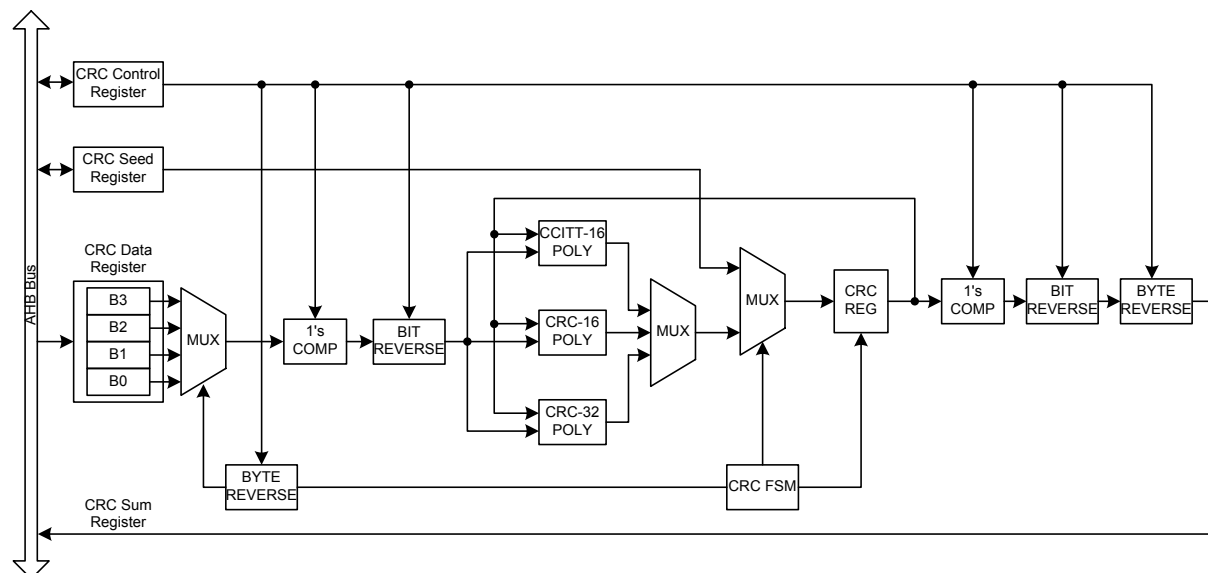 CRC Control
Register
CRC Seed
Register
CRC Data
Register
AHB Bus
B3
B2
B1
B0
MUX
1's
COMP
BIT
REVERSE
CCITT-16
POLY
CRC-16
POLY
CRC-32
POLY
MUX
MUX
CRC
REG
1's
COMP
BIT
REVERSE
BYTE
REVERSE
BYTE
REVERSE
CRC FSM
CRC Sum
Register